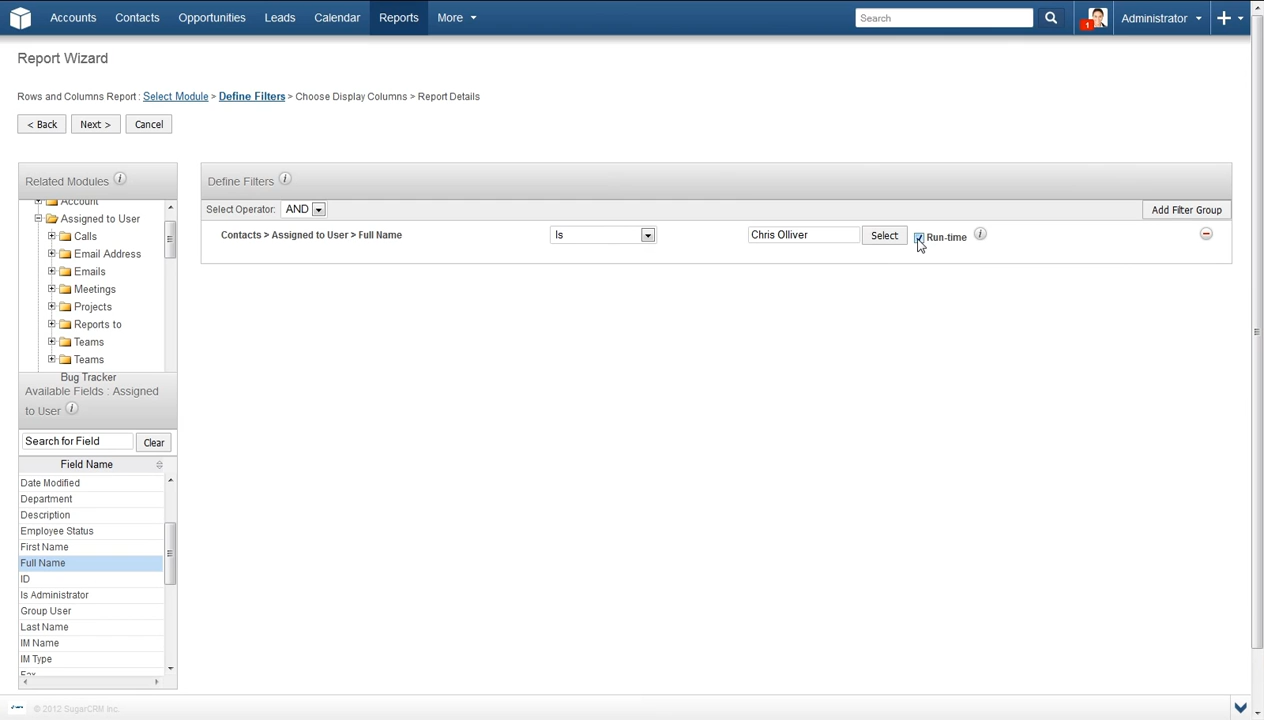 Accounts Contacts Opportunities Leads Calendar Reports More Search 1 Administrator
Report Wizard
Rows and Columns Report : Select Module > Define Filters > Choose Display Columns > Report Details
< Back Next > Cancel
Related Modules
Account
Assigned to User
Calls
Email Address
Emails
Meetings
Projects
Reports to
Teams
Teams
Bug Tracker
Available Fields : Assigned
to User
Search for Field Clear
Field Name
Date Modified
Department
Description
Employee Status
First Name
Full Name
ID
Is Administrator
Group User
Last Name
IM Name
IM Type
Fax
Define Filters
Select Operator: AND Add Filter Group
Contacts > Assigned to User > Full Name Is Chris Olliver Select Run-time
© 2012 SugarCRM Inc.